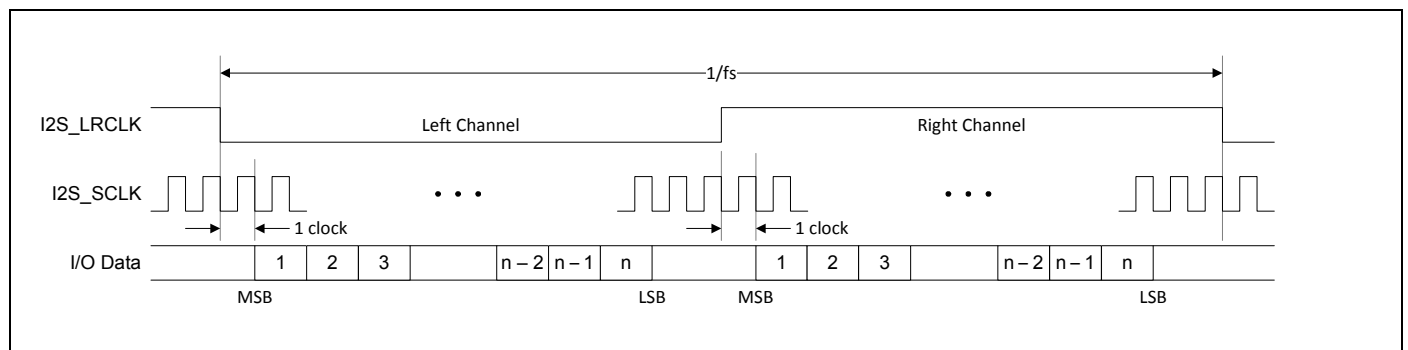 1/fs
I2S_LRCLK Left Channel Right Channel
I2S_SCLK • • • • • •
1 clock 1 clock
I/O Data 1 2 3 n – 2 n – 1 n 1 2 3 n – 2 n – 1 n
MSB LSB MSB LSB